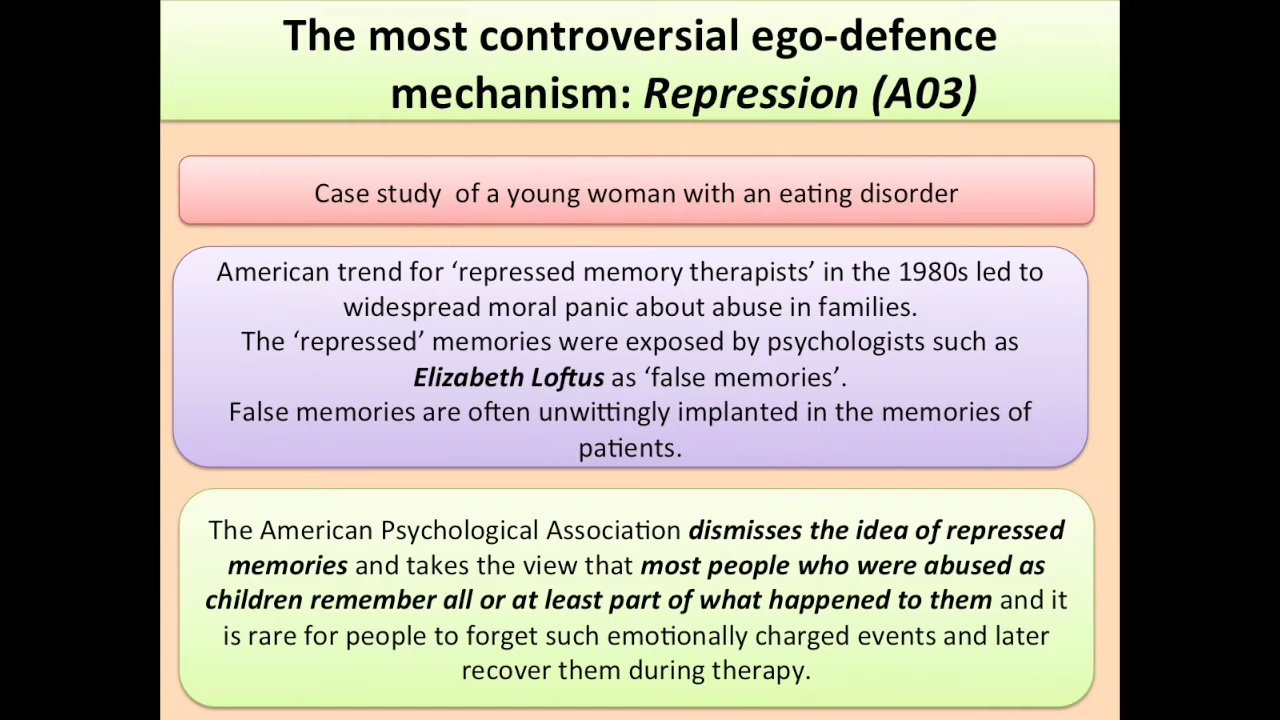 The most controversial ego-defence
mechanism: Repression (A03)
Case study  of a young woman with an eating disorder
American trend for ‘repressed memory therapists’ in the 1980s led to
widespread moral panic about abuse in families.
The ‘repressed’ memories were exposed by psychologists such as
Elizabeth Loftus as ‘false memories’.
False memories are often unwittingly implanted in the memories of
patients.
The American Psychological Association dismisses the idea of repressed
memories and takes the view that most people who were abused as
children remember all or at least part of what happened to them and it
is rare for people to forget such emotionally charged events and later
recover them during therapy.